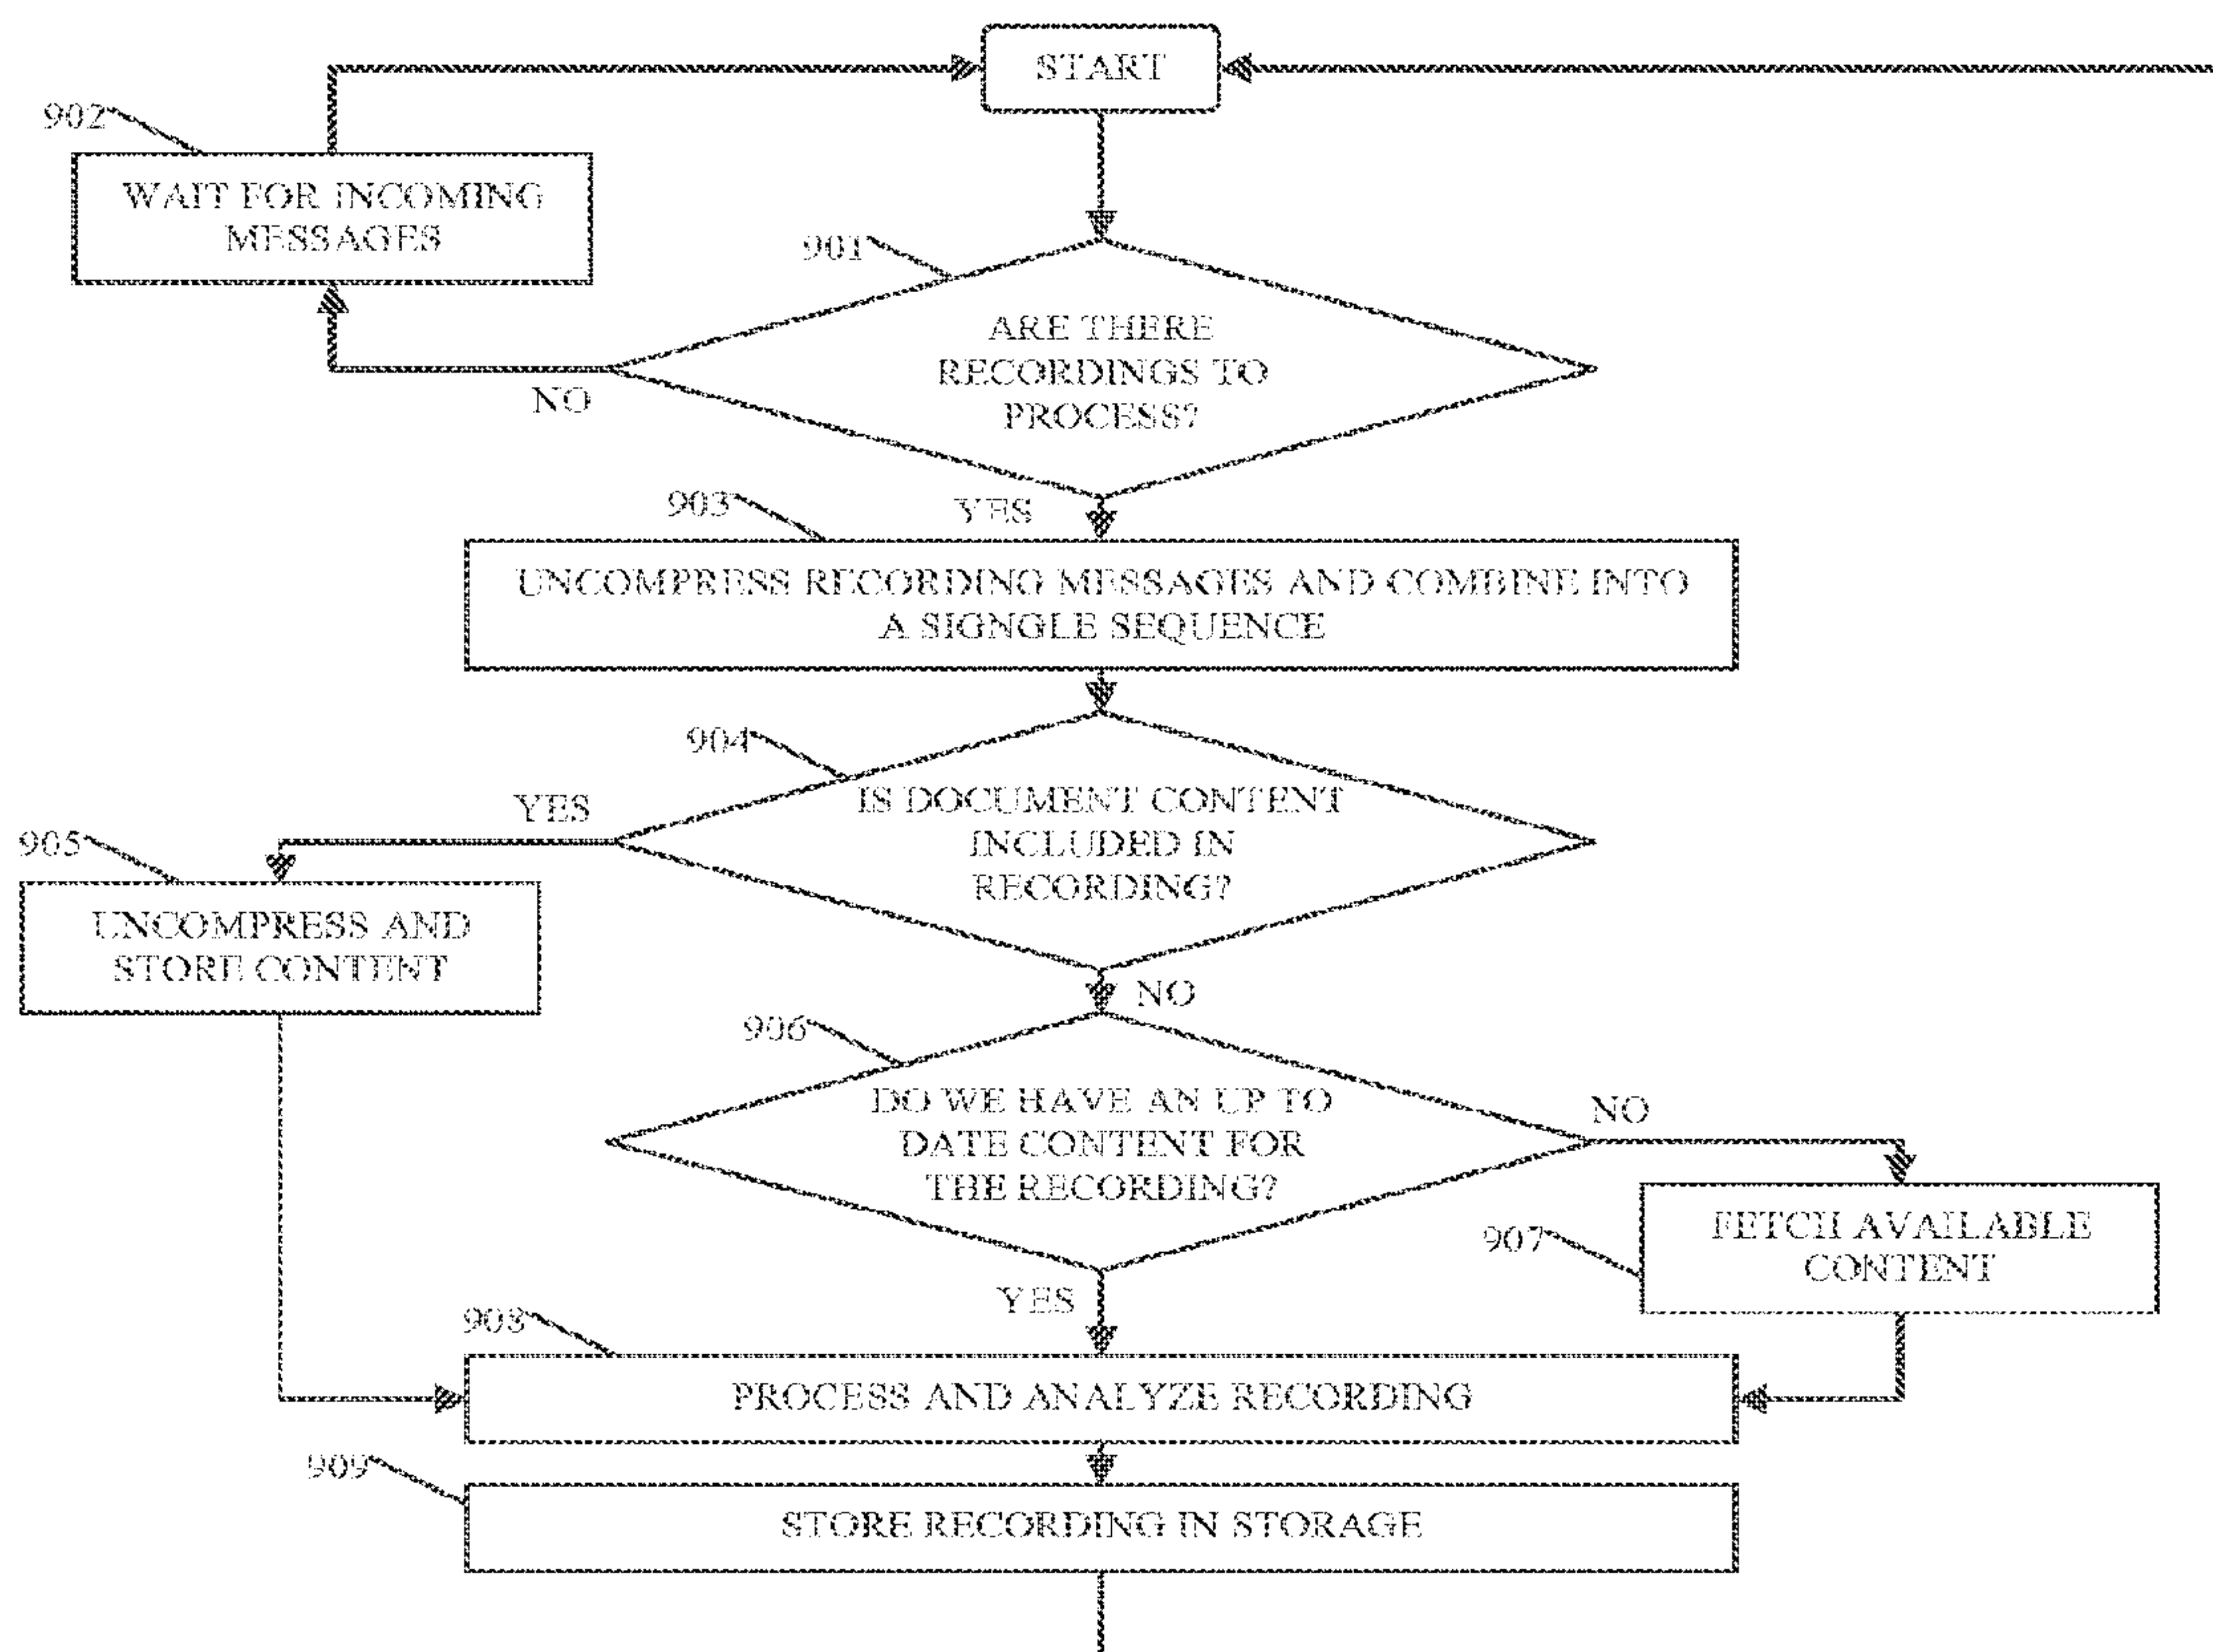 START
902
WAIT FOR INCOMING
MESSAGES
901
ARE THERE
RECORDINGS TO
PROCESS?
NO
YES
903
UNCOMPRESS RECORDING MESSAGES AND COMBINE INTO
A SIGNGLE SEQUENCE
904
IS DOCUMENT CONTENT
INCLUDED IN
RECORDING?
YES
905
UNCOMPRESS AND
STORE CONTENT
NO
906
DO WE HAVE AN UP TO
DATE CONTENT FOR
THE RECORDING?
NO
907
FETCH AVAILABLE
CONTENT
YES
908
PROCESS AND ANALYZE RECORDING
909
STORE RECORDING IN STORAGE